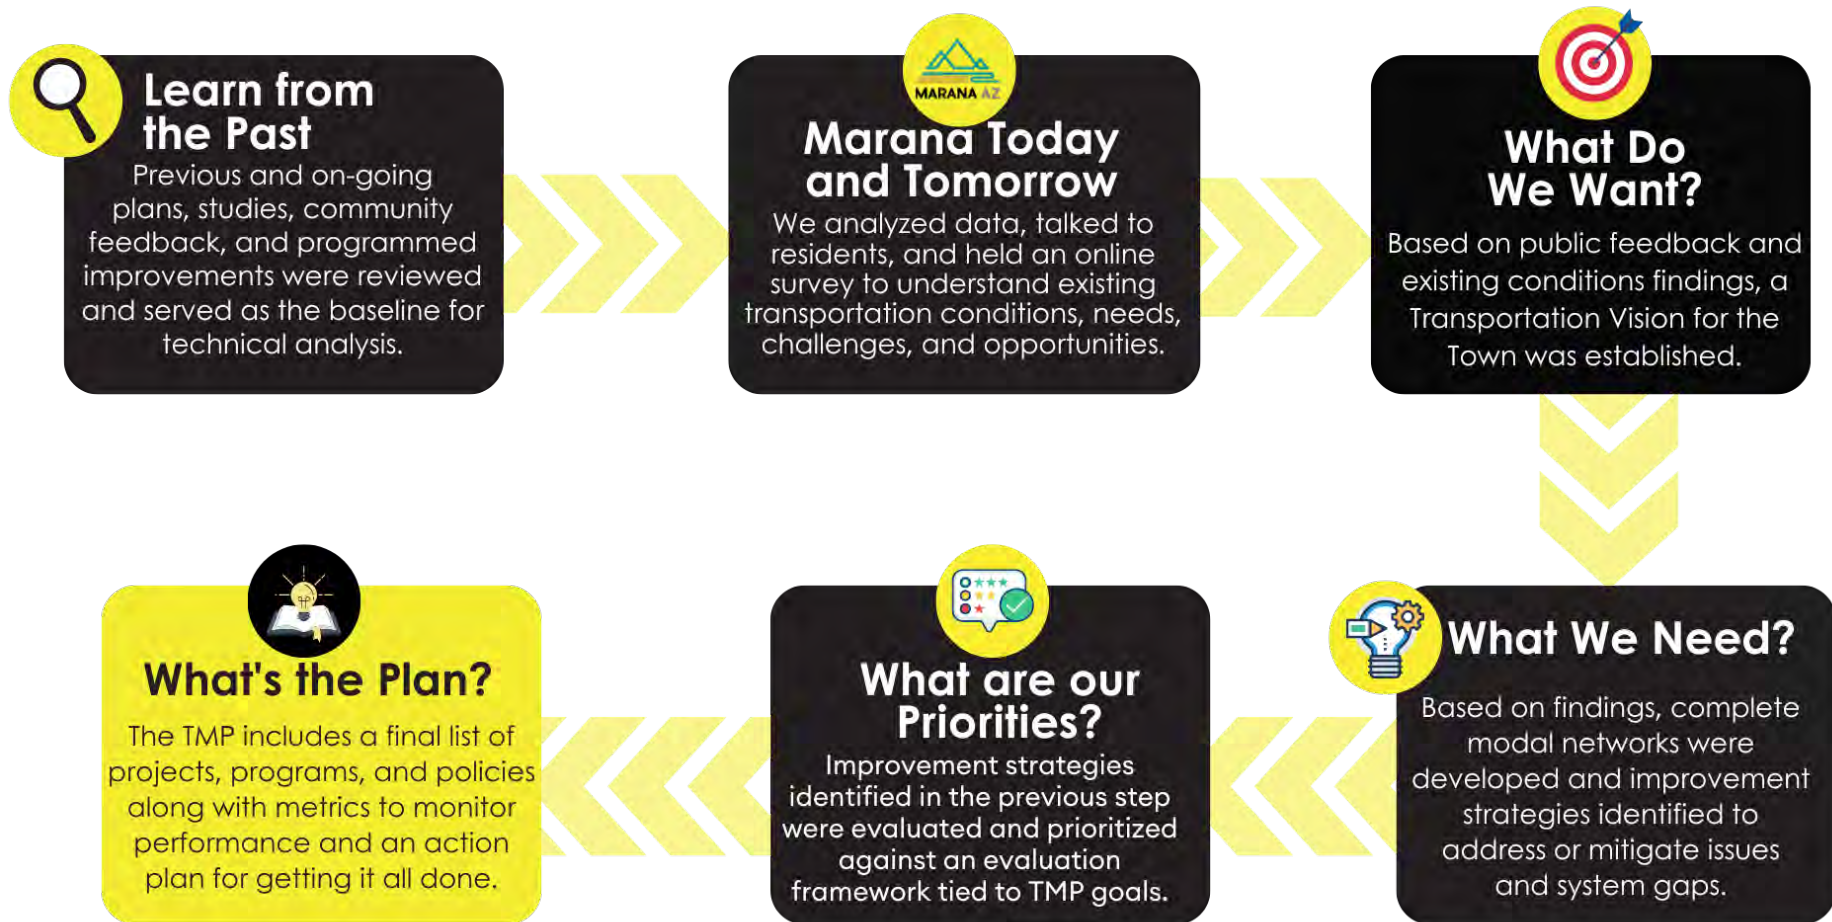 Learn from
the Past
Previous and on-going
plans, studies, community
feedback, and programmed
improvements were reviewed
and served as the baseline for
technical analysis.
MARANA AZ
Marana Today
and Tomorrow
We analyzed data, talked to
residents, and held an online
survey to understand existing
transportation conditions, needs,
challenges, and opportunities.
What Do
We Want?
Based on public feedback and
existing conditions findings, a
Transportation Vision for the
Town was established.
What We Need?
Based on findings, complete
modal networks were
developed and improvement
strategies identified to
address or mitigate issues
and system gaps.
What are our
Priorities?
Improvement strategies
identified in the previous step
were evaluated and prioritized
against an evaluation
framework tied to TMP goals.
What's the Plan?
The TMP includes a final list of
projects, programs, and policies
along with metrics to monitor
performance and an action
plan for getting it all done.